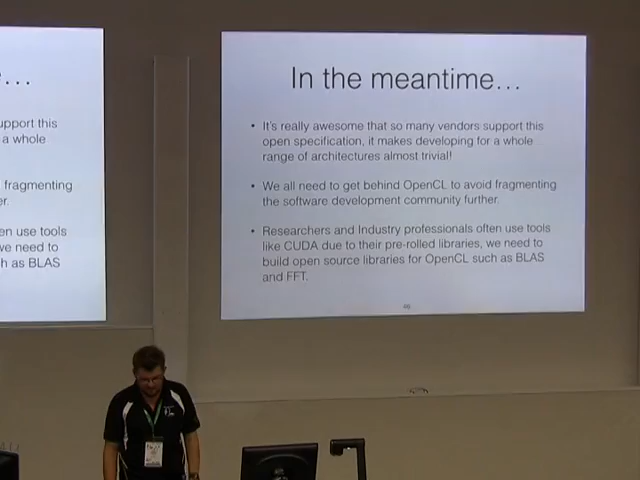 …
upport this
a whole
fragmenting
er.
en use tools
we need to
h as BLAS
In the meantime…
• It's really awesome that so many vendors support this
open specification, it makes developing for a whole
range of architectures almost trivial!
• We all need to get behind OpenCL to avoid fragmenting
the software development community further.
• Researchers and Industry professionals often use tools
like CUDA due to their pre-rolled libraries, we need to
build open source libraries for OpenCL such as BLAS
and FFT.